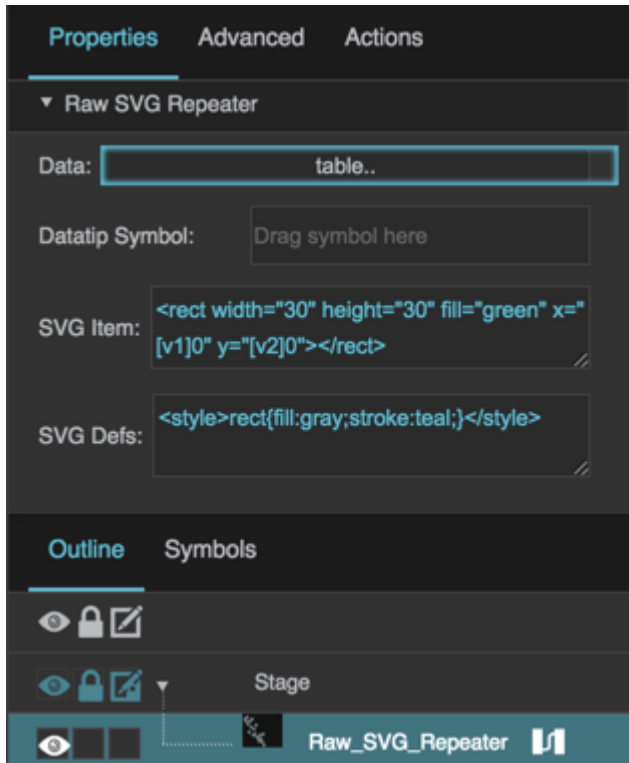 Properties Advanced Actions
Raw SVG Repeater
Data: table..
Datatip Symbol: Drag symbol here
SVG Item: <rect width="30" height="30" fill="green" x="
[v1]0" y="[v2]0"></rect>
SVG Defs: <style>rect{fill:gray;stroke:teal;}</style>
Outline Symbols
Stage
Raw_SVG_Repeater